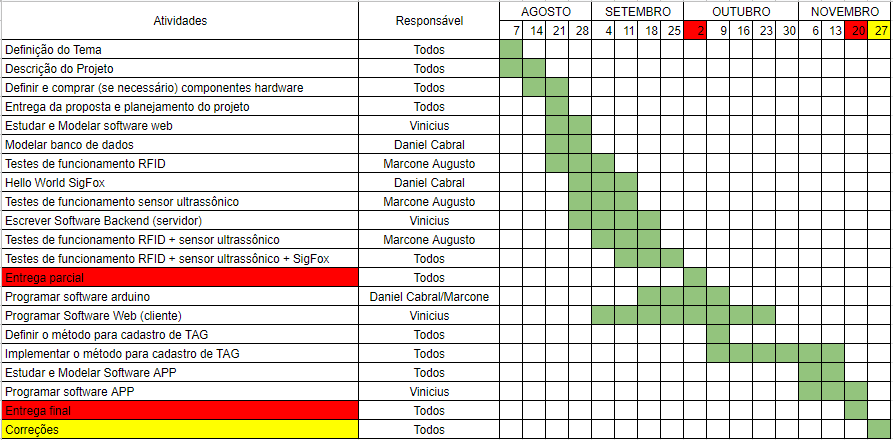 Atividades Responsável AGOSTO SETEMBRO OUTUBRO NOVEMBRO
7 14 21 28 4 11 18 25 2 9 16 23 30 6 13 20 27
Definição do Tema Todos
Descrição do Projeto Todos
Definir e comprar (se necessário) componentes hardware Todos
Entrega da proposta e planejamento do projeto Todos
Estudar e Modelar software web Vinicius
Modelar banco de dados Daniel Cabral
Testes de funcionamento RFID Marcone Augusto
Hello World SigFox Daniel Cabral
Testes de funcionamento sensor ultrassônico Marcone Augusto
Escrever Software Backend (servidor) Vinicius
Testes de funcionamento RFID + sensor ultrassônico Marcone Augusto
Testes de funcionamento RFID + sensor ultrassônico + SigFox Todos
Entrega parcial Todos
Programar software arduino Daniel Cabral/Marcone
Programar Software Web (cliente) Vinicius
Definir o método para cadastro de TAG Todos
Implementar o método para cadastro de TAG Todos
Estudar e Modelar Software APP Todos
Programar software APP Vinicius
Entrega final Todos
Correções Todos